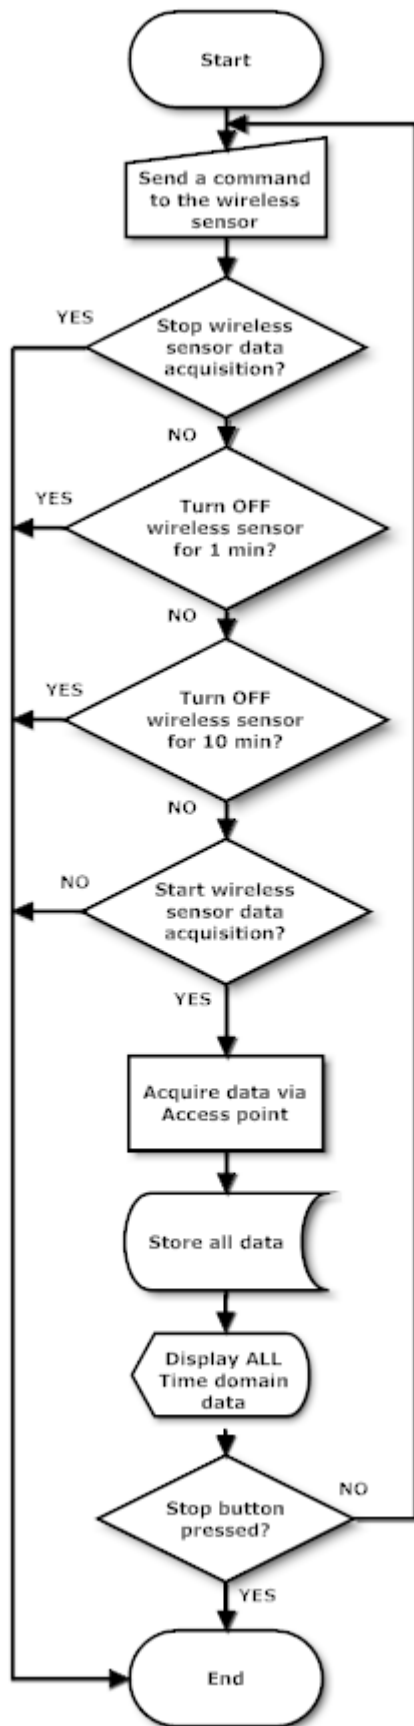 Start
Send a command
to the wireless
sensor
YES
Stop wireless
sensor data
acquisition?
NO
YES
Turn OFF
wireless sensor
for 1 min?
NO
YES
Turn OFF
wireless sensor
for 10 min?
NO
NO
Start wireless
sensor data
acquisition?
YES
Acquire data via
Access point
Store all data
Display ALL
Time domain
data
NO
Stop button
pressed?
YES
End